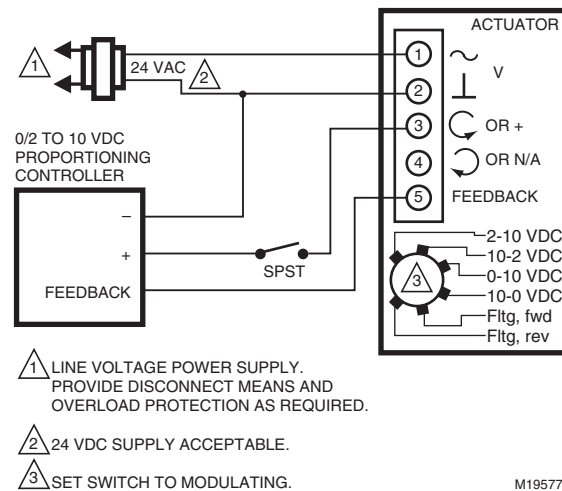 ACTUATOR
1
24 VAC
2
1
V
2
3
OR +
4
OR N/A
5
FEEDBACK
0/2 TO 10 VDC
PROPORTIONING
CONTROLLER
–
+
FEEDBACK
SPST
3
2-10 VDC
10-2 VDC
0-10 VDC
10-0 VDC
Fltg, fwd
Fltg, rev
1 LINE VOLTAGE POWER SUPPLY.
PROVIDE DISCONNECT MEANS AND
OVERLOAD PROTECTION AS REQUIRED.
2 24 VDC SUPPLY ACCEPTABLE.
3 SET SWITCH TO MODULATING.
M19577